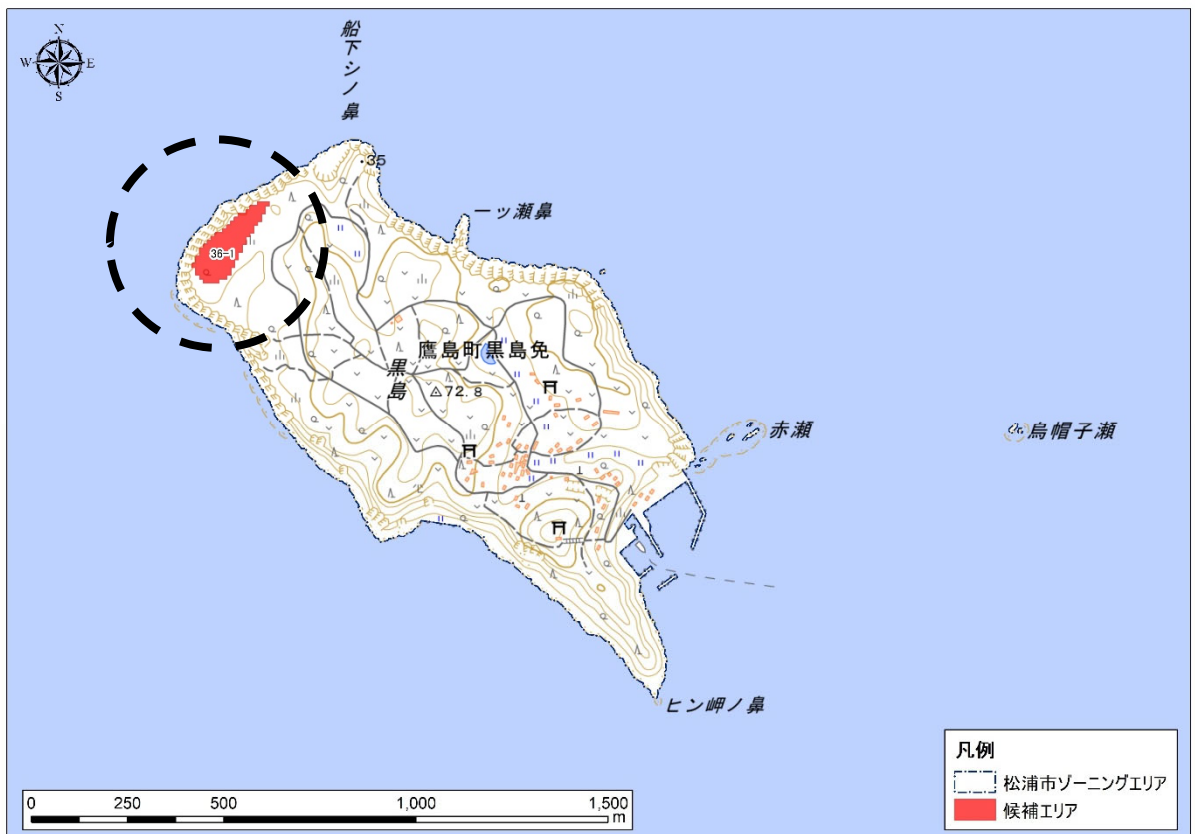 N
W E
S
船下シノ鼻
35
一ッ瀬鼻
36-1
鷹島町黒島免
黒島
72.8
赤瀬
烏帽子瀬
ヒン岬ノ鼻
凡例
松浦市ゾーニングエリア
候補エリア
0 250 500 1,000 1,500
m